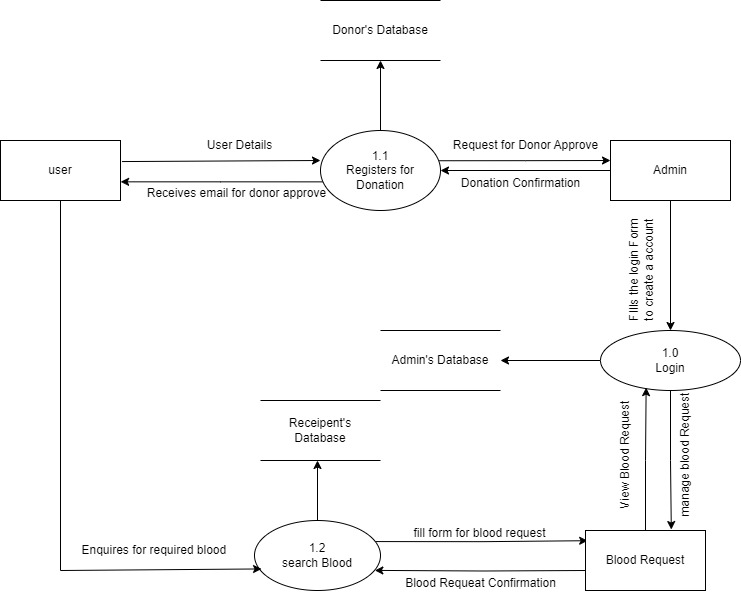 Donor's Database
User Details
1.1
Registers for
Donation
Request for Donor Approve
user
Admin
Receives email for donor approve
Donation Confirmation
FIlls the login Form
to create a account
1.0
Login
Admin's Database
Receipent's
Database
View Blood Request
manage blood Request
Enquires for required blood
1.2
search Blood
fill form for blood request
Blood Request
Blood Requeat Confirmation